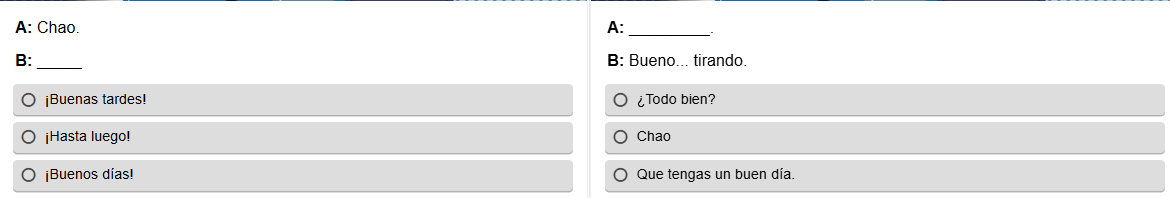 A: Chao.
B: _____
¡Buenas tardes!
¡Hasta luego!
¡Buenos días!
A: _________.
B: Bueno... tirando.
¿Todo bien?
Chao
Que tengas un buen día.